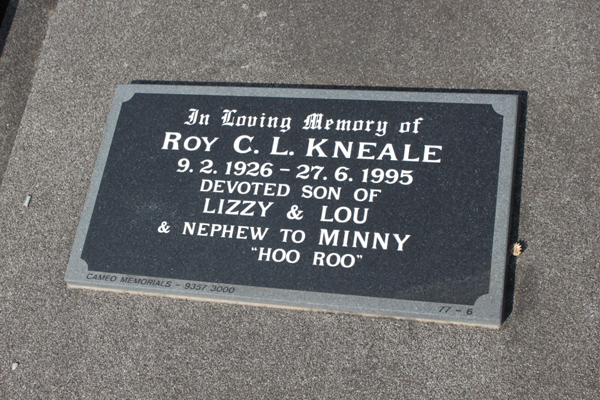 In Loving Memory of
ROY C. L. KNEALE
9. 2. 1926 - 27. 6. 1995
DEVOTED SON OF
LIZZY & LOU
& NEPHEW TO MINNY
"HOO ROO"
CAMEO MEMORIALS - 9357 3000
77 - 6